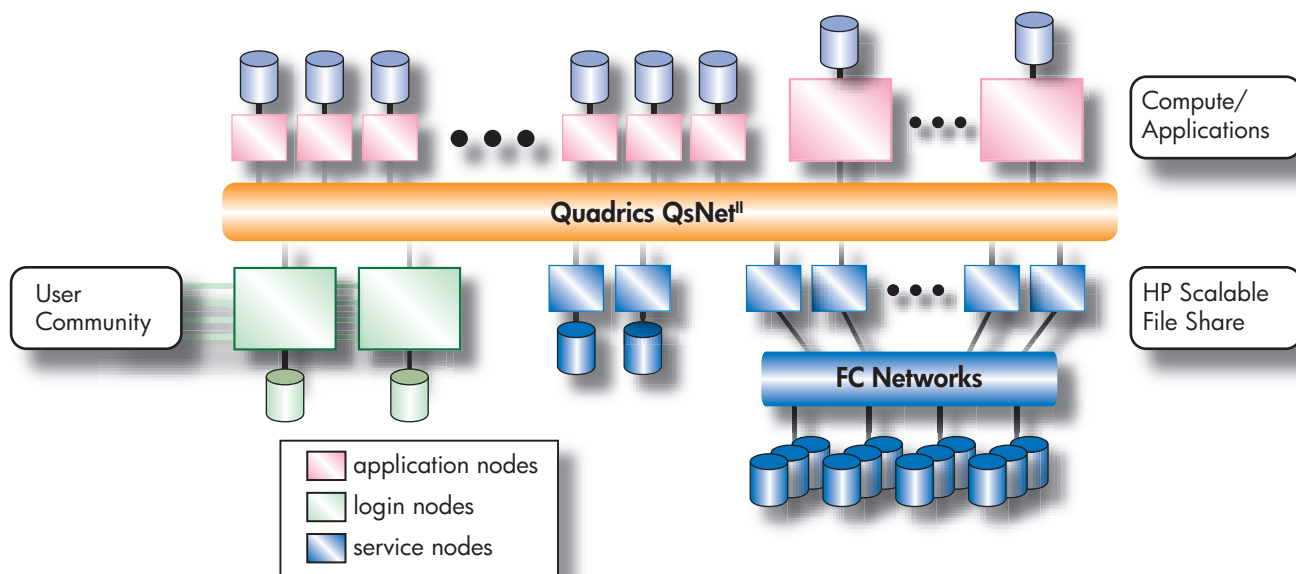 Compute/
Applications
Quadrics QsNetᴵᴵ
User
Community
HP Scalable
File Share
FC Networks
application nodes
login nodes
service nodes